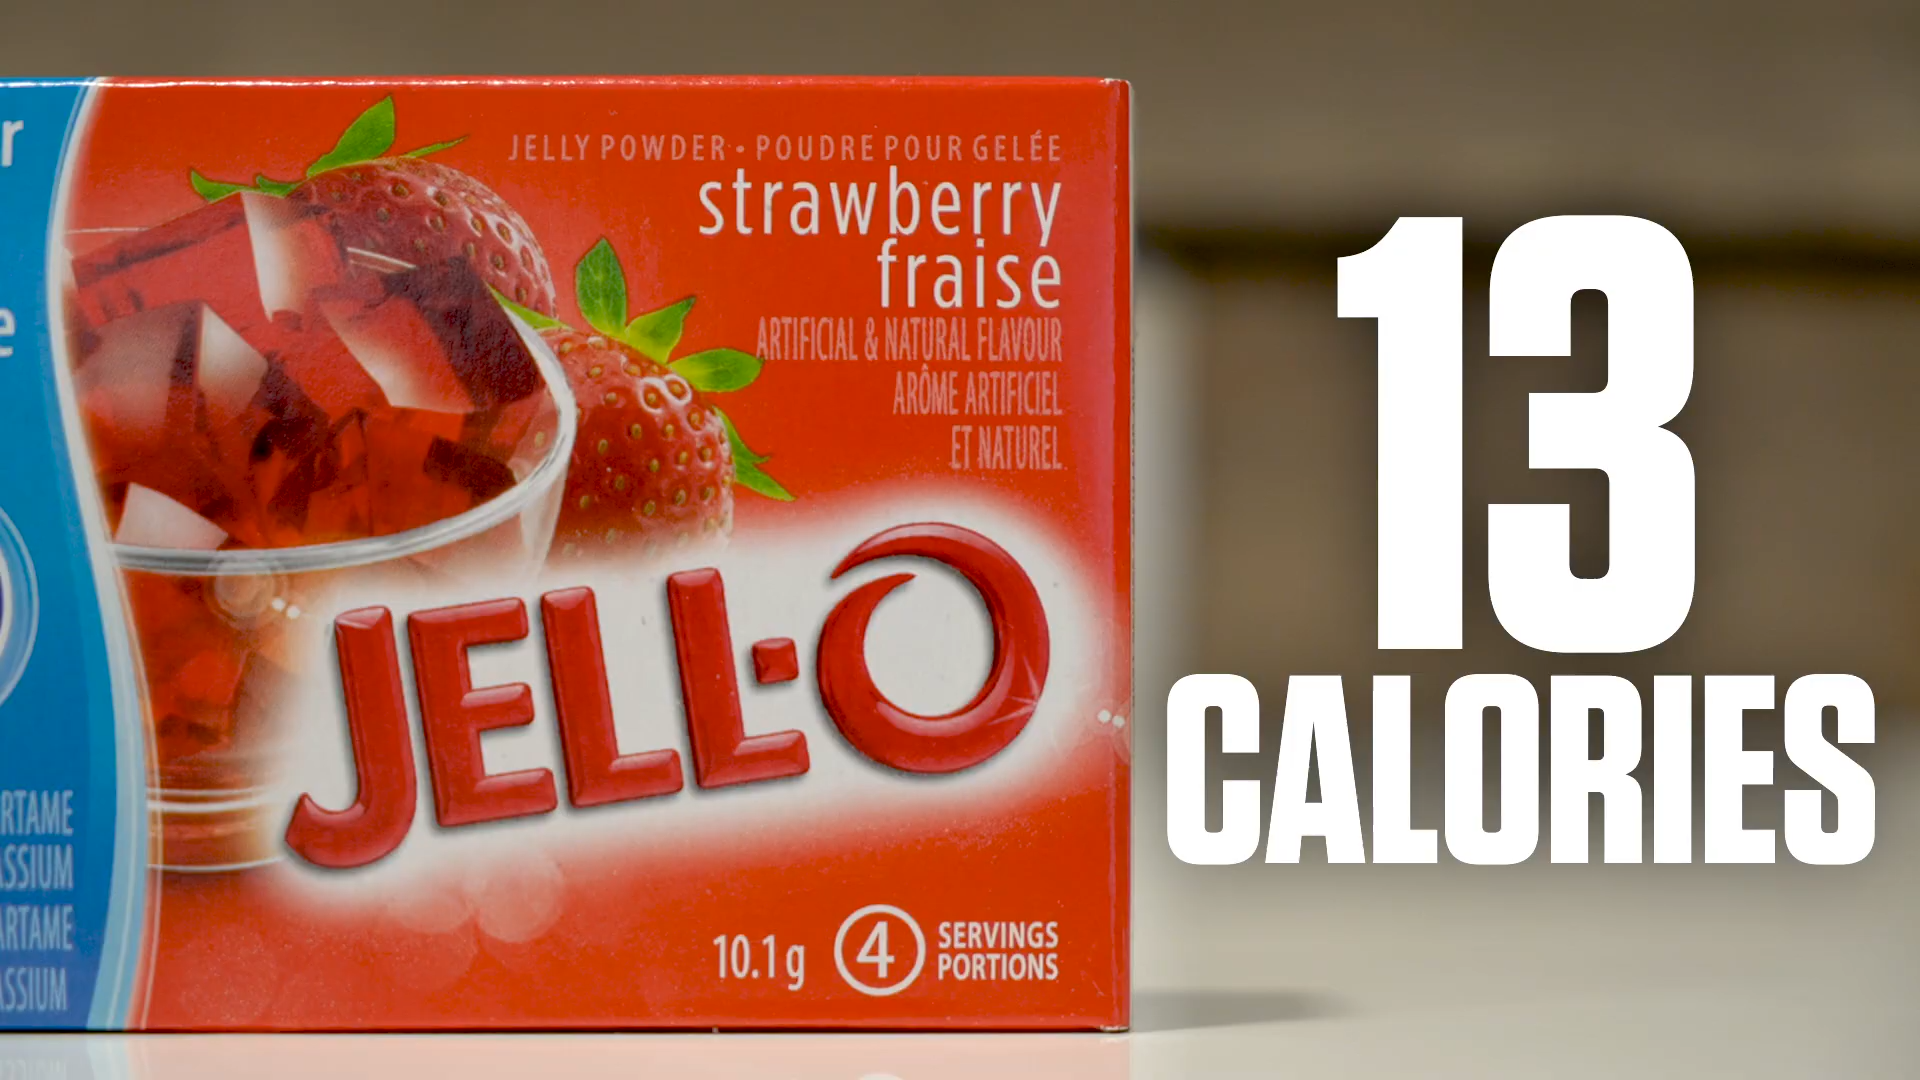 JELLY POWDER • POUDRE POUR GELÉE
strawberry
fraise
ARTIFICIAL & NATURAL FLAVOUR
ARÔME ARTIFICIEL
ET NATUREL
JELL-O
10.1 g 4 SERVINGS
PORTIONS
13
CALORIES